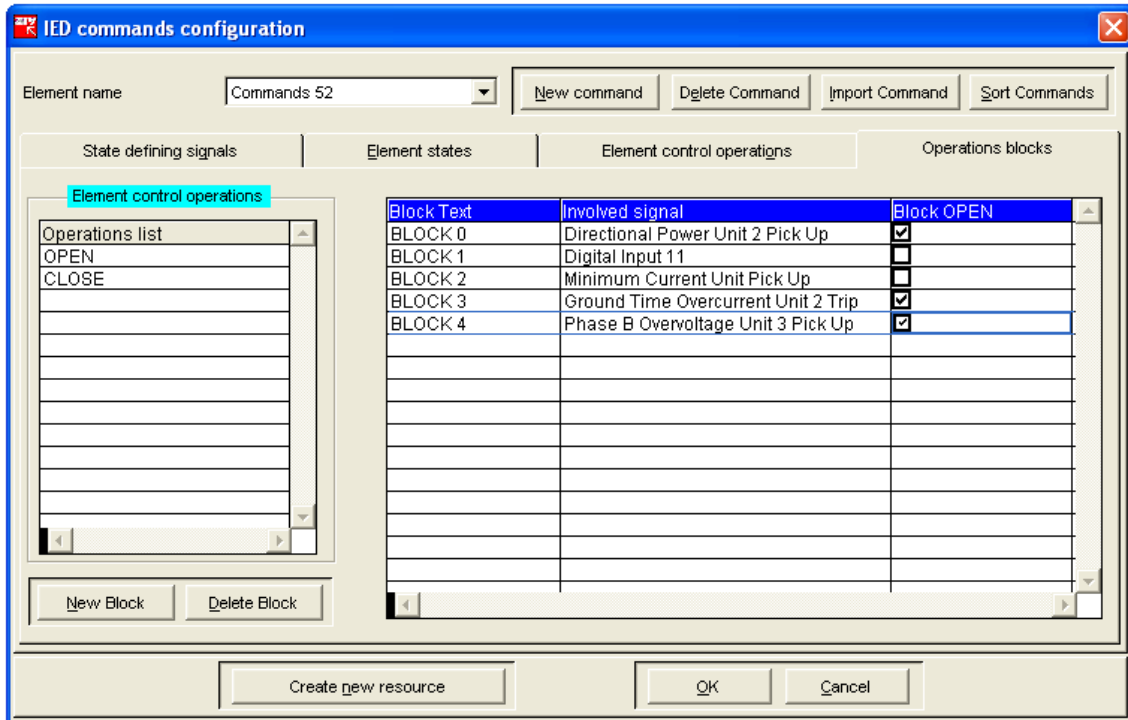 ZIV IED commands configuration
Element name Commands 52 New command Delete Command Import Command Sort Commands
State defining signals Element states Element control operations Operations blocks
Element control operations
Operations list
OPEN
CLOSE
Block Text Involved signal Block OPEN
BLOCK 0 Directional Power Unit 2 Pick Up
BLOCK 1 Digital Input 11
BLOCK 2 Minimum Current Unit Pick Up
BLOCK 3 Ground Time Overcurrent Unit 2 Trip
BLOCK 4 Phase B Overvoltage Unit 3 Pick Up
New Block Delete Block
Create new resource OK Cancel